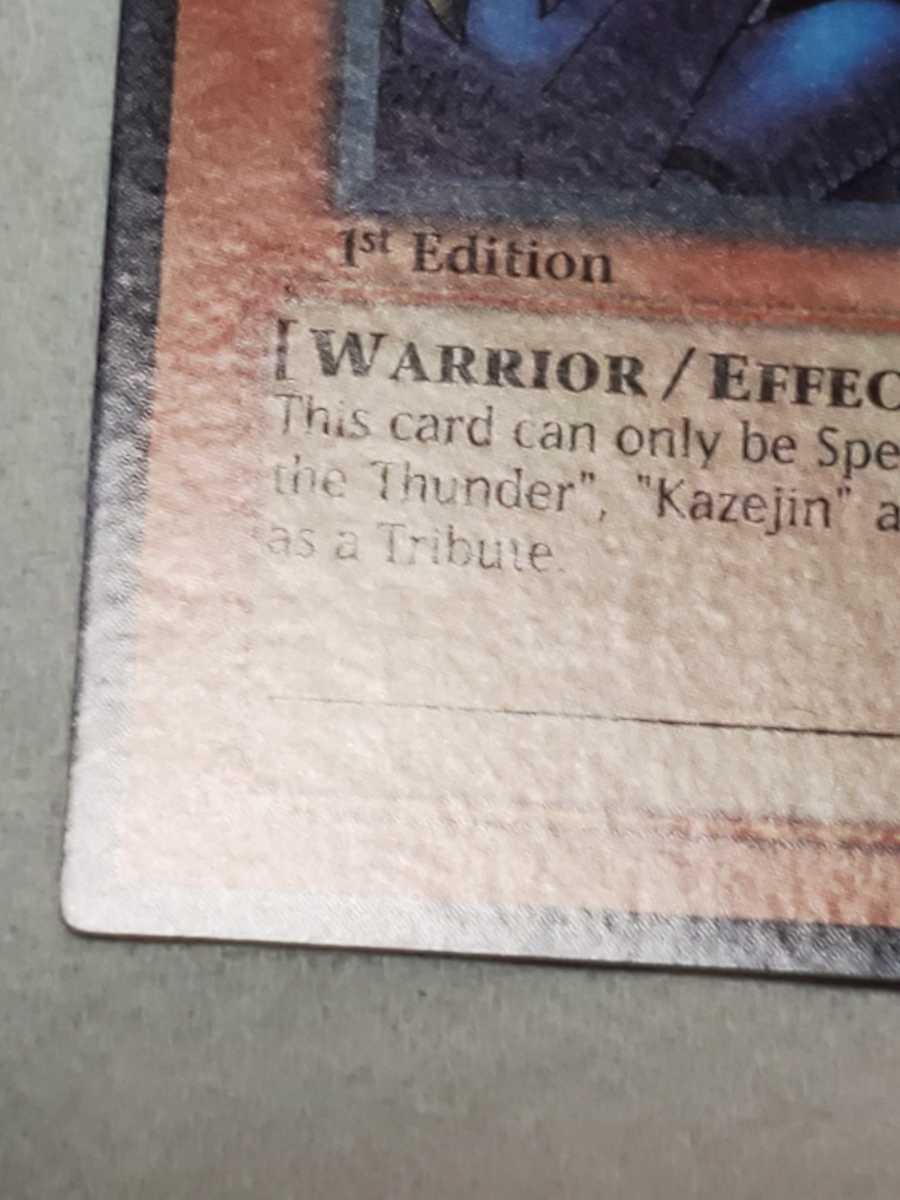 1st Edition
[WARRIOR/EFFEC
This card can only be Spe
the Thunder", "Kazejin" a
as a Tribute.